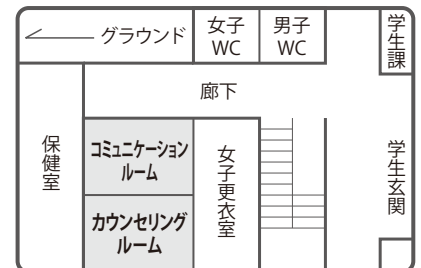 グラウンド
女子
WC
男子
WC
学生課
廊下
保健室
コミュニケーション
ルーム
女子更衣室
学生玄関
カウンセリング
ルーム